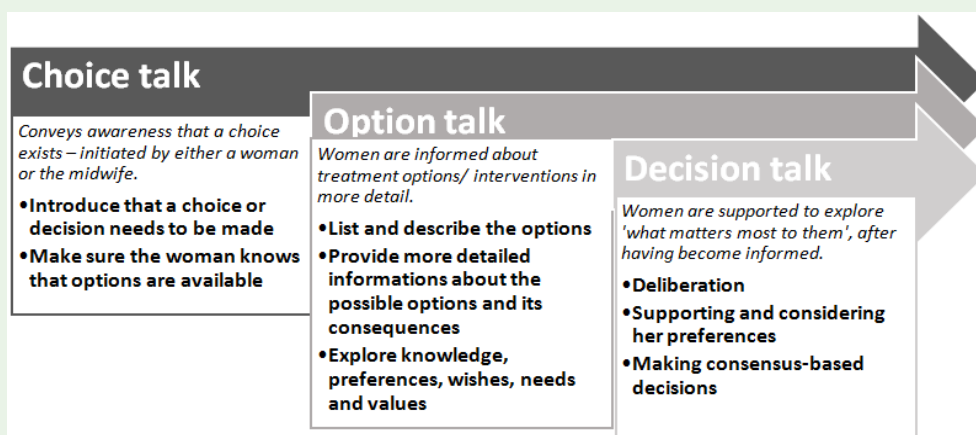 Choice talk
Conveys awareness that a choice
exists – initiated by either a woman
or the midwife.
•Introduce that a choice or
decision needs to be made
•Make sure the woman knows
that options are available
Option talk
Women are informed about
treatment options/ interventions in
more detail.
•List and describe the options
•Provide more detailed
informations about the
possible options and its
consequences
•Explore knowledge,
preferences, wishes, needs
and values
Decision talk
Women are supported to explore
'what matters most to them', after
having become informed.
•Deliberation
•Supporting and considering
her preferences
•Making consensus-based
decisions